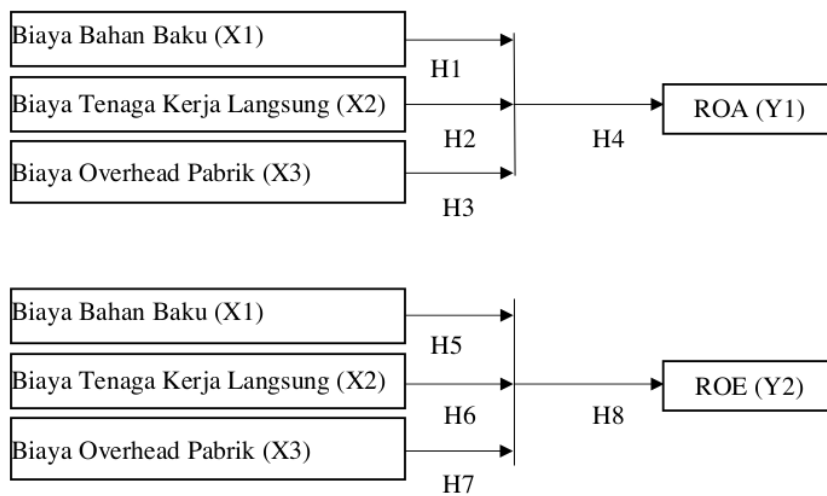 Biaya Bahan Baku (X1)
H1
Biaya Tenaga Kerja Langsung (X2)
ROA (Y1)
H2
H4
Biaya Overhead Pabrik (X3)
H3
Biaya Bahan Baku (X1)
H5
Biaya Tenaga Kerja Langsung (X2)
ROE (Y2)
H6
H8
Biaya Overhead Pabrik (X3)
H7